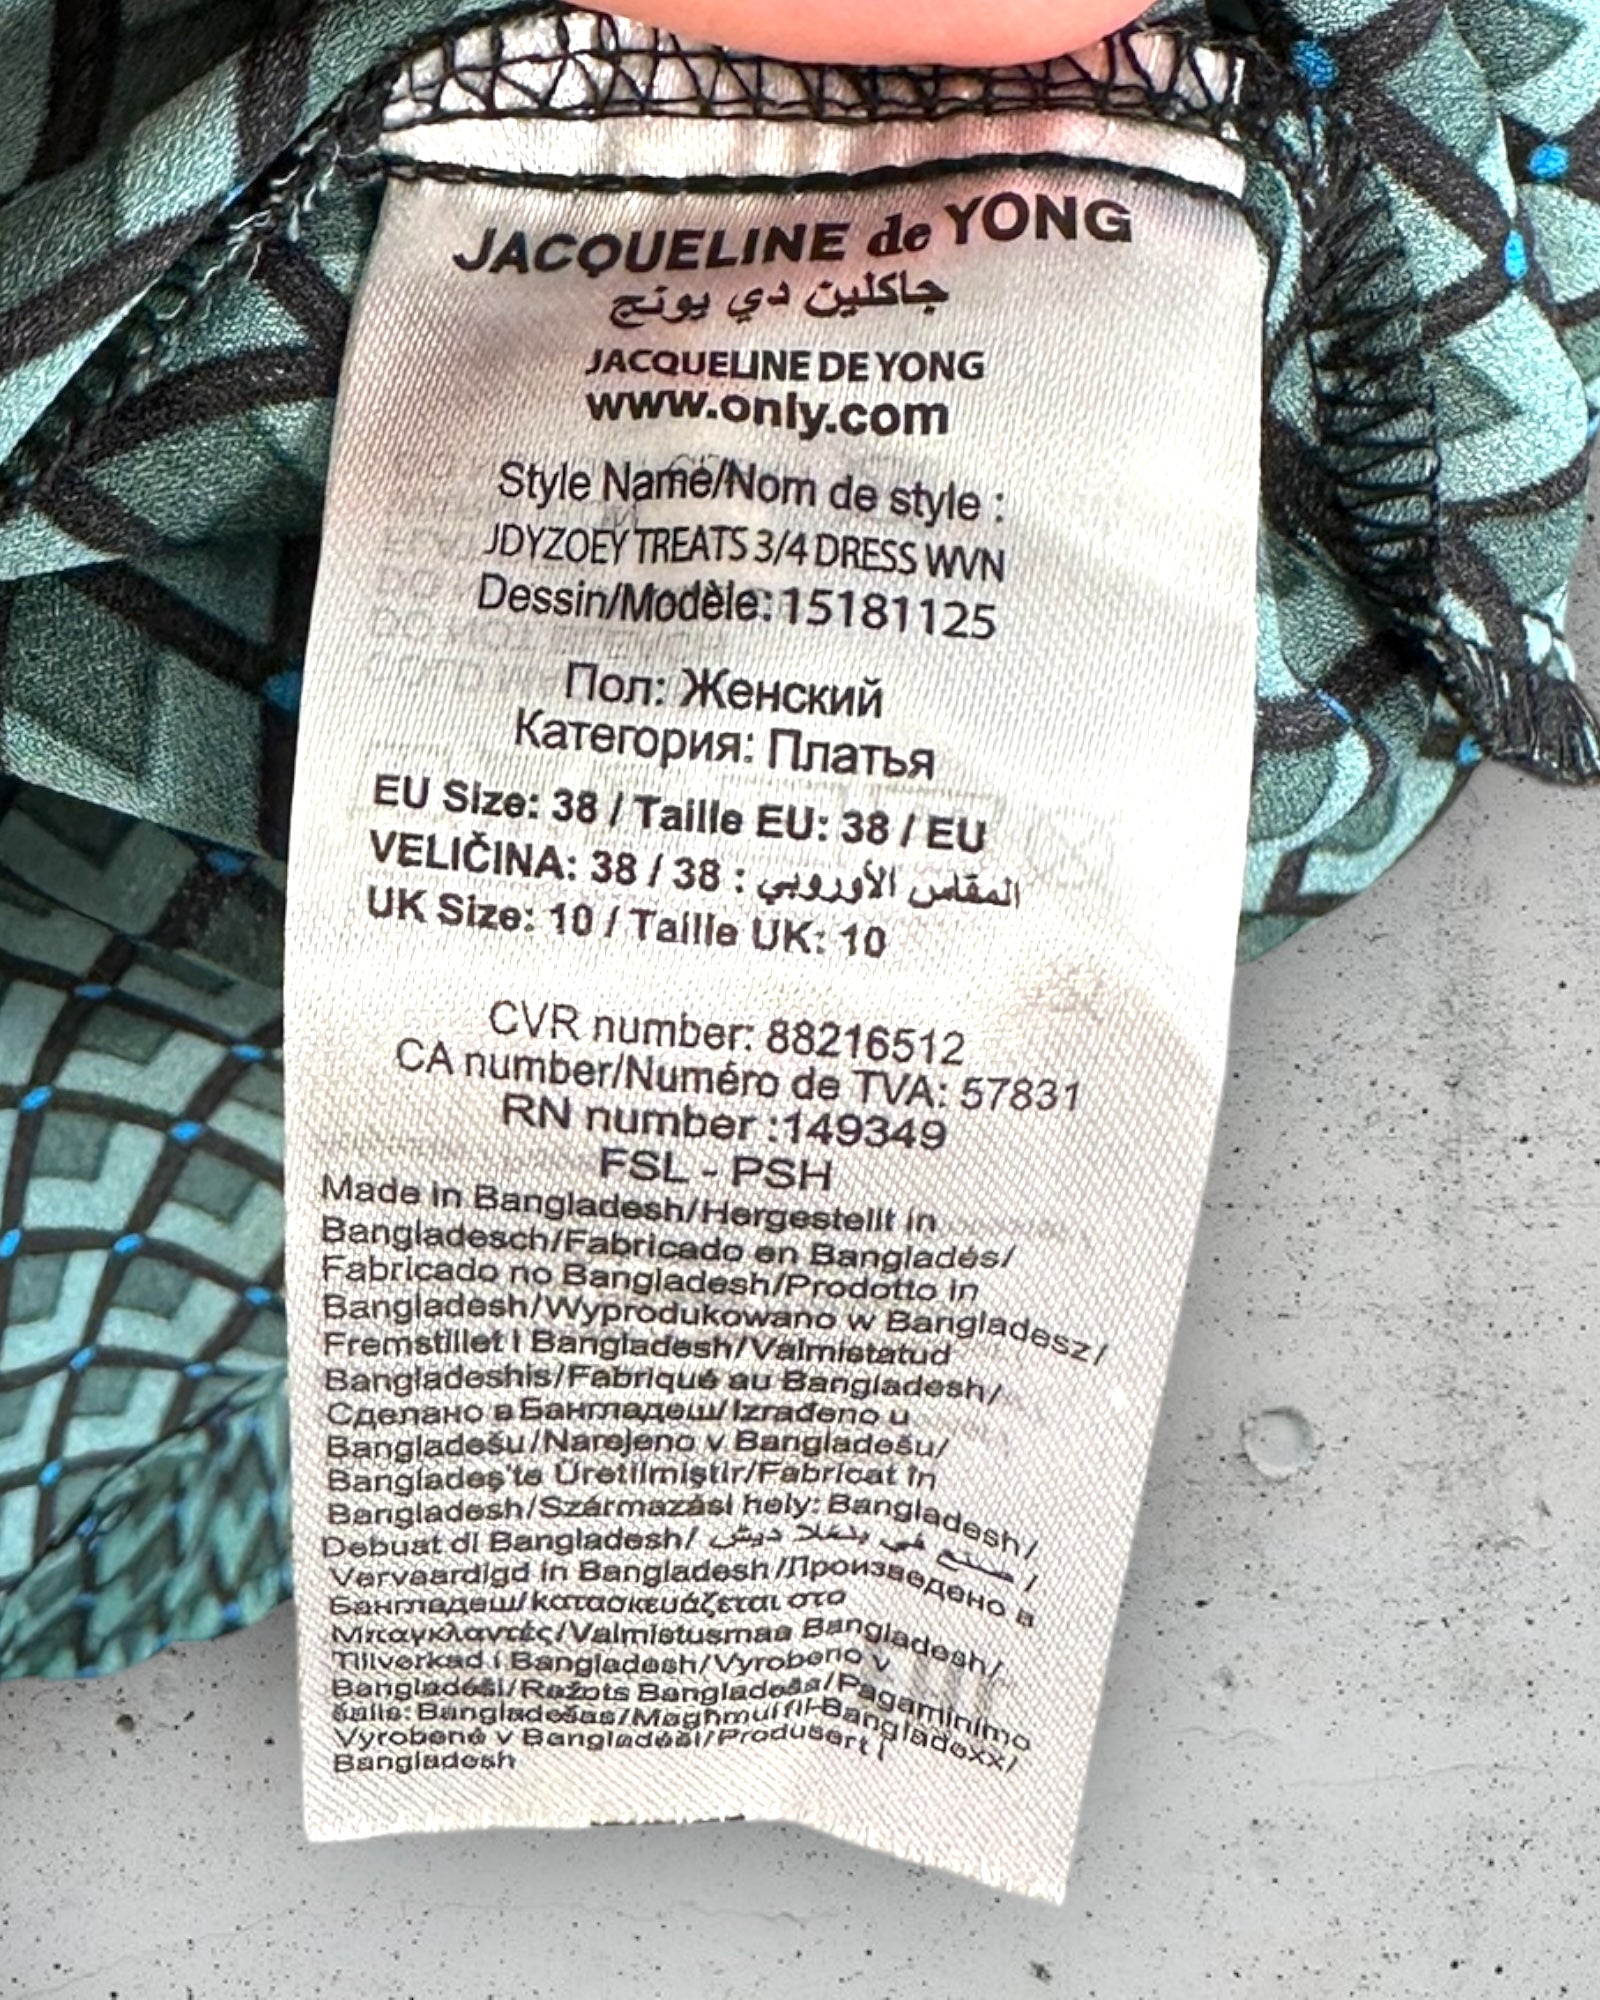 JACQUELINE de YONG
جاكلين دي يونج
JACQUELINE DE YONG
www.only.com
Style Name/Nom de style :
JDYZOEY TREATS 3/4 DRESS WVN
Dessin/Modèle: 15181125
Пол: Женский
Категория: Платья
EU Size: 38 / Taille EU: 38 / EU
VELIČINA: 38 / 38 : المقاس الأوروبي
UK Size: 10 / Taille UK: 10
CVR number: 88216512
CA number/Numéro de TVA: 57831
RN number :149349
FSL - PSH
Made in Bangladesh/Hergestellt in
Bangladesch/Fabricado en Bangladés/
Fabricado no Bangladesh/Prodotto in
Bangladesh/Wyprodukowano w Bangladesz/
Fremstillet i Bangladesh/Valmistatud
Bangladeshis/Fabriqué au Bangladesh/
Сделано в Бангладеш/Izrađeno u
Bangladešu/Narejeno v Bangladešu/
Bangladeş'te Üretilmiştir/Fabricat în
Bangladesh/Származási hely: Bangladesh/
Debuat di Bangladesh/ صنع في بنغلا ديش /
Vervaardigd in Bangladesh/Произведено в
Бангладеш/κατασκευάζεται στο
Μπαγκλαντές/Valmistusmaa Bangladesh/
Tillverkad i Bangladesh/Vyrobeno v
Bangladéši/Ražots Bangladeša/Pagaminimo
šalis: Bangladešas/Magħmul fil-Bangladexx/
Vyrobené v Bangladéši/Produsert i
Bangladesh